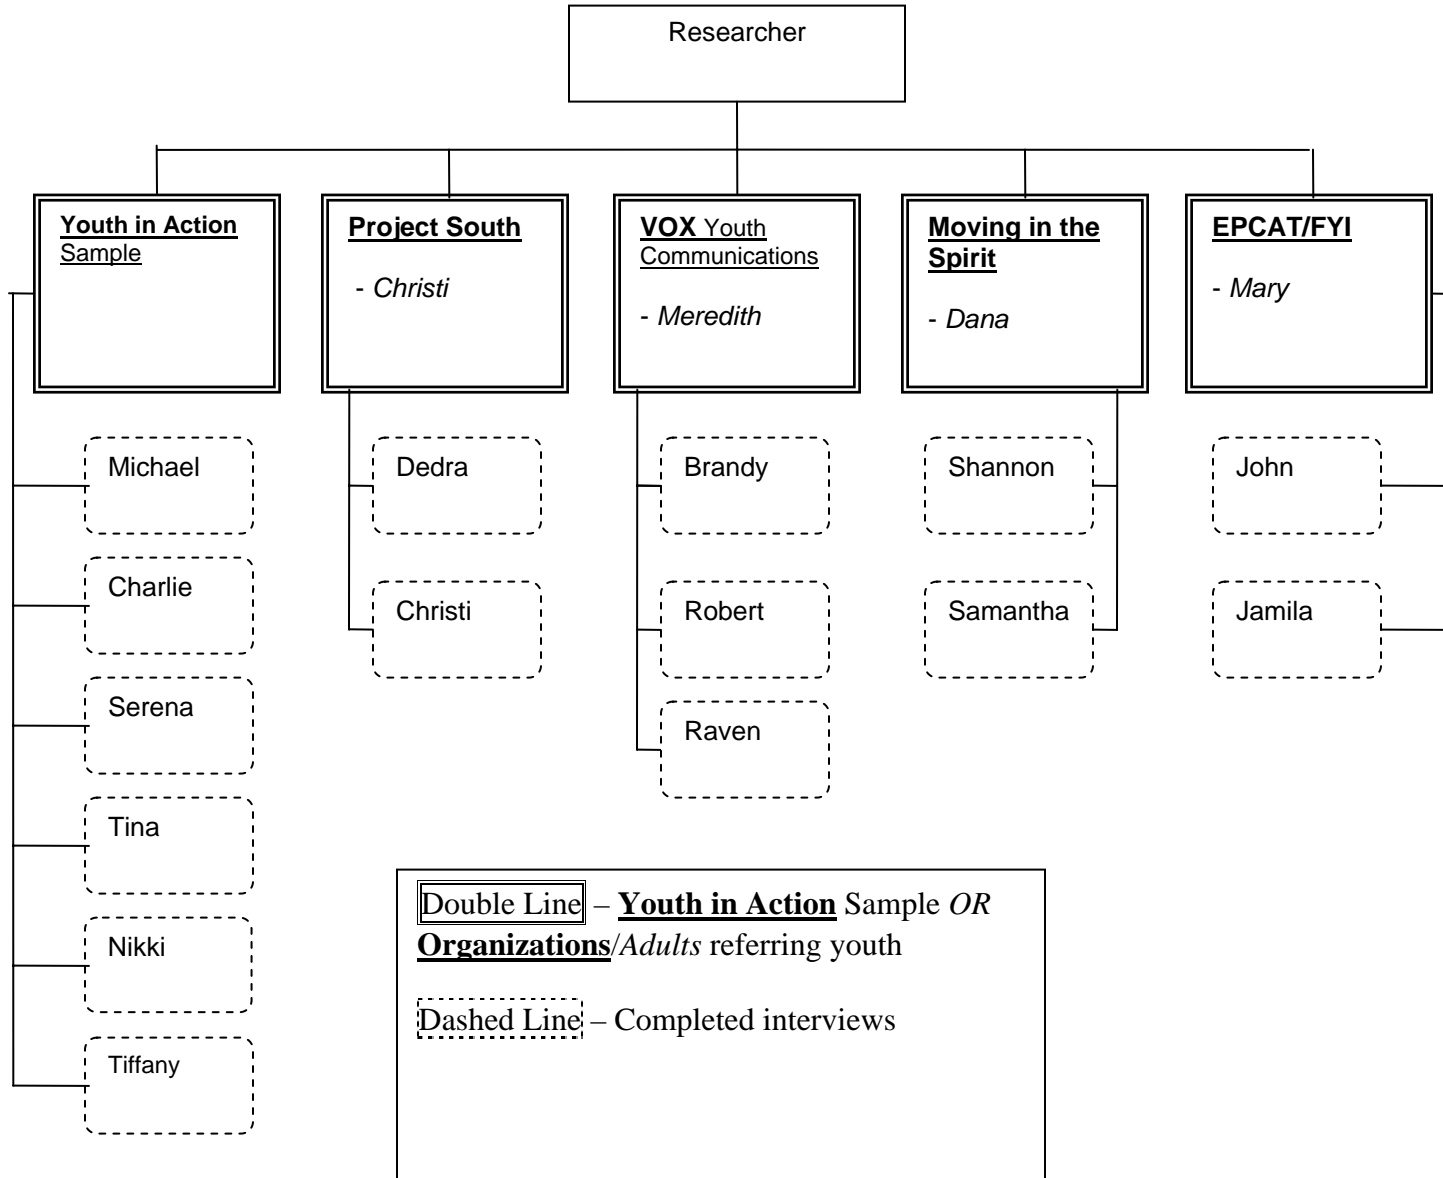 Researcher
Youth in Action
Sample
Project South
- Christi
VOX Youth
Communications
- Meredith
Moving in the
Spirit
- Dana
EPCAT/FYI
- Mary
Michael
Charlie
Serena
Tina
Nikki
Tiffany
Dedra
Christi
Brandy
Robert
Raven
Shannon
Samantha
John
Jamila
Double Line – Youth in Action Sample OR
Organizations/Adults referring youth
Dashed Line – Completed interviews